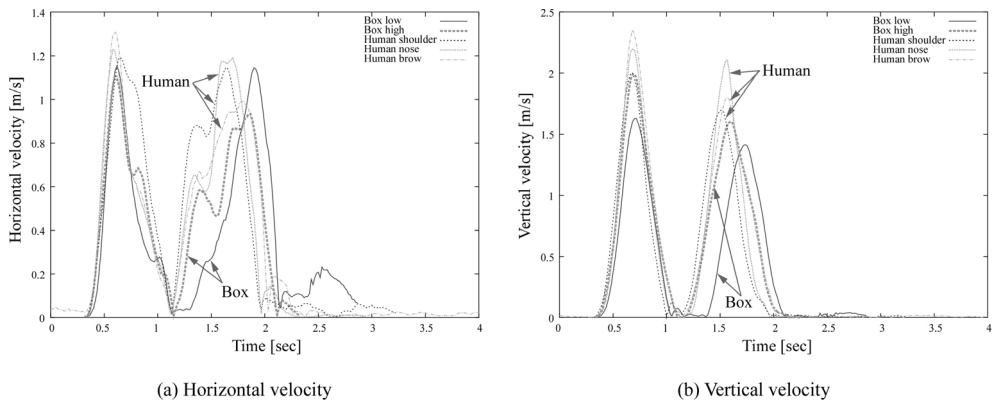 1.4
1.2
1
0.8
0.6
0.4
0.2
0
Horizontal velocity [m/s]
Box low
Box high
Human shoulder
Human nose
Human brow
Human
Box
0 0.5 1 1.5 2 2.5 3 3.5 4
Time [sec]
(a) Horizontal velocity
2.5
2
1.5
1
0.5
0
Vertical velocity [m/s]
Box low
Box high
Human shoulder
Human nose
Human brow
Human
Box
0 0.5 1 1.5 2 2.5 3 3.5 4
Time [sec]
(b) Vertical velocity